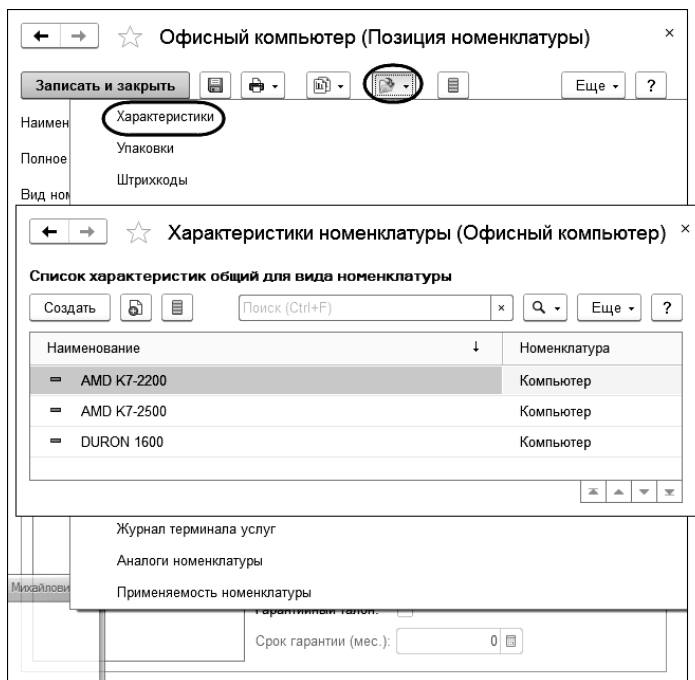 Офисный компьютер (Позиция номенклатуры) ×
Записать и закрыть Еще ?
Наимен Характеристики
Упаковки
Полное
Штрихкоды
Вид ном
Характеристики номенклатуры (Офисный компьютер) ×
Список характеристик общий для вида номенклатуры
Создать Поиск (Ctrl+F) × Еще ?
Наименование ↓ Номенклатура
AMD K7-2200 Компьютер
AMD K7-2500 Компьютер
DURON 1600 Компьютер
Журнал терминала услуг
Аналоги номенклатуры
Михайлови Применяемость номенклатуры
Гарантийный талон:
Срок гарантии (мес.): 0